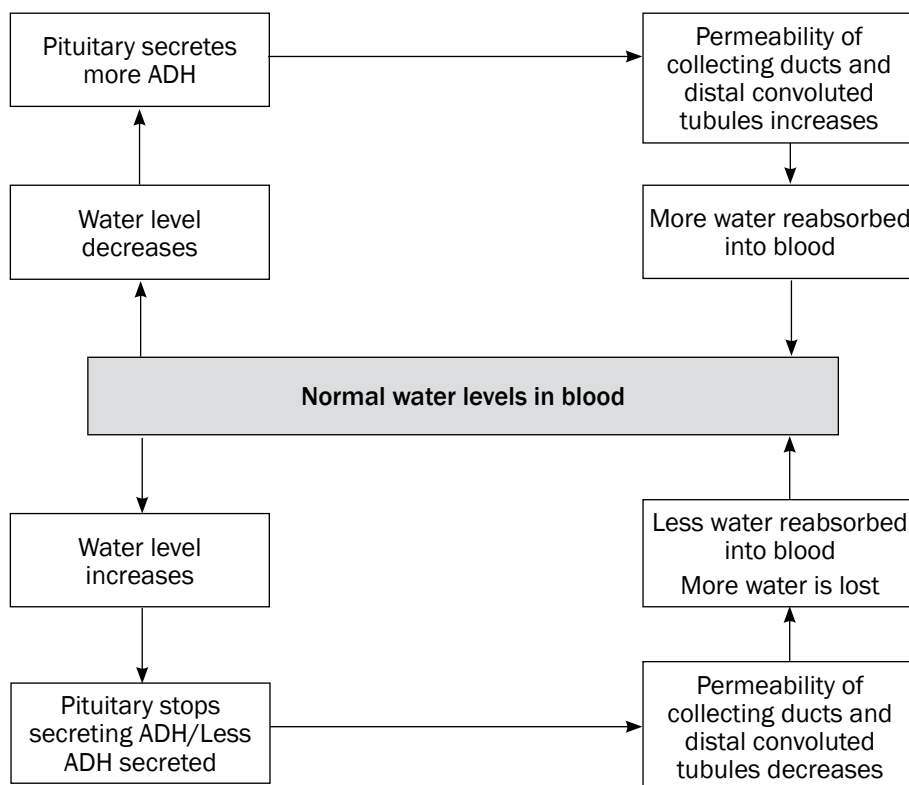 Pituitary secretes
more ADH
Permeability of
collecting ducts and
distal convoluted
tubules increases
Water level
decreases
More water reabsorbed
into blood
Normal water levels in blood
Water level
increases
Less water reabsorbed
into blood
More water is lost
Pituitary stops
secreting ADH/Less
ADH secreted
Permeability of
collecting ducts and
distal convoluted
tubules decreases